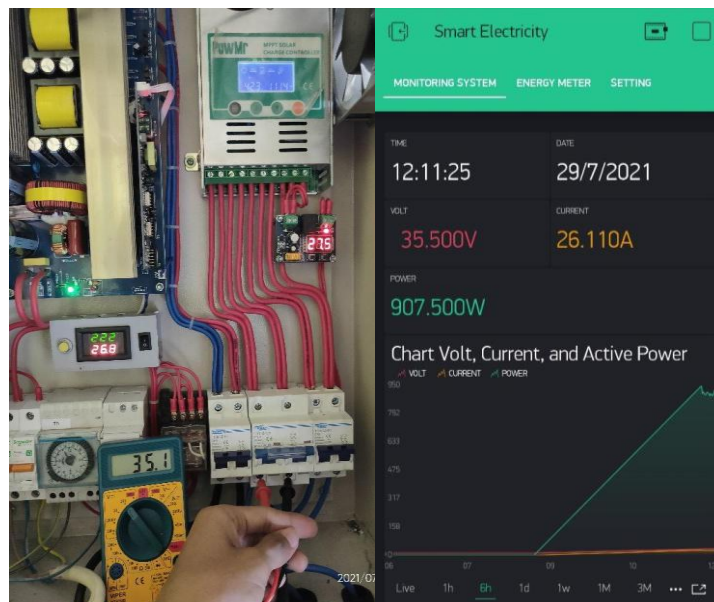 PowMr
MPPT SOLAR
CHARGE CONTROLLER
27.5
222
26.8
35.1
2021/07
Smart Electricity
MONITORING SYSTEM ENERGY METER SETTING
TIME
12:11:25
DATE
29/7/2021
VOLT
35.500V
CURRENT
26.110A
POWER
907.500W
Chart Volt, Current, and Active Power
VOLT CURRENT POWER
950
792
633
475
317
158
0
06 07 09 10 12
Live 1h 6h 1d 1w 1M 3M